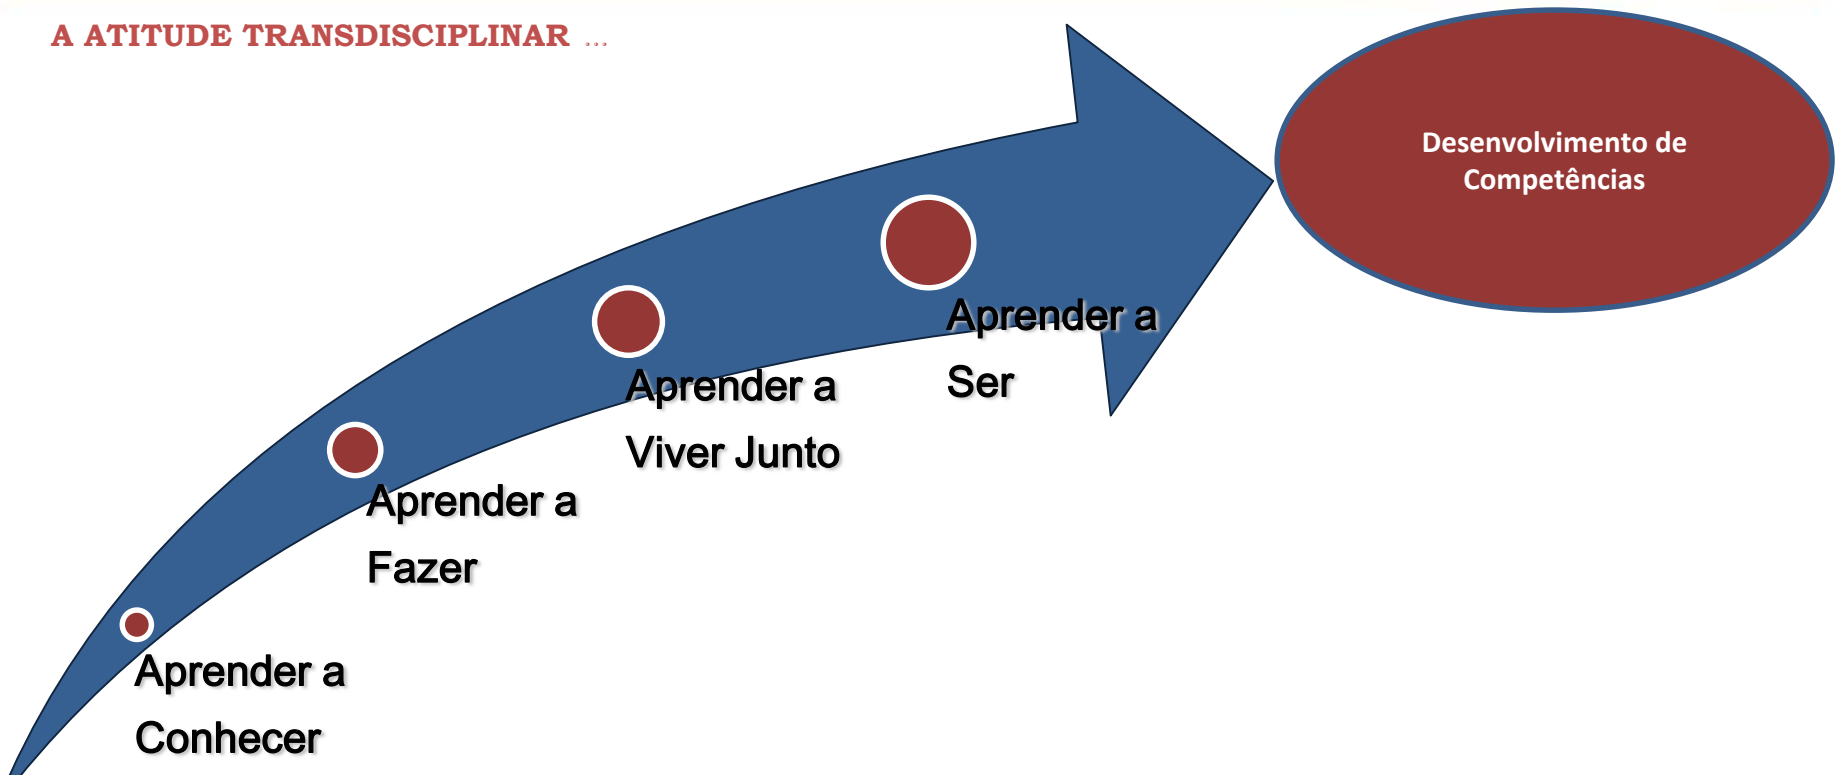 A ATITUDE TRANSDISCIPLINAR ...
Desenvolvimento de
Competências
Aprender a
Ser
Aprender a
Viver Junto
Aprender a
Fazer
Aprender a
Conhecer